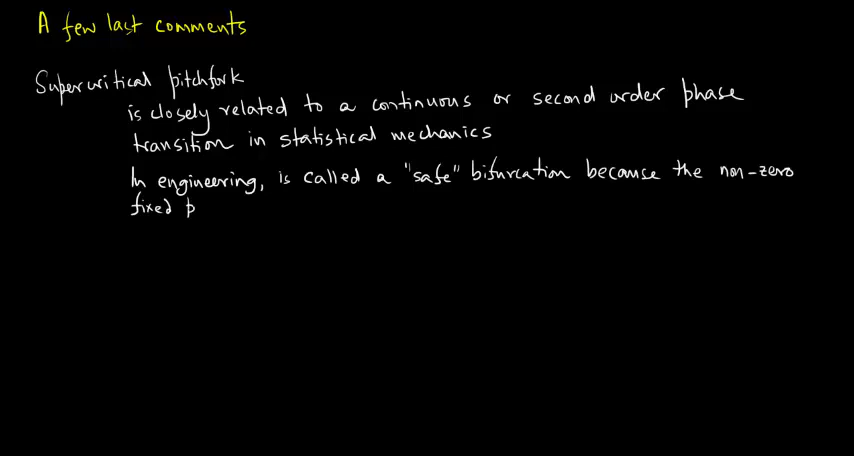 A few last comments
Supercritical pitchfork
is closely related to a continuous or second order phase
transition in statistical mechanics
In engineering, is called a "safe" bifurcation because the non-zero
fixed p